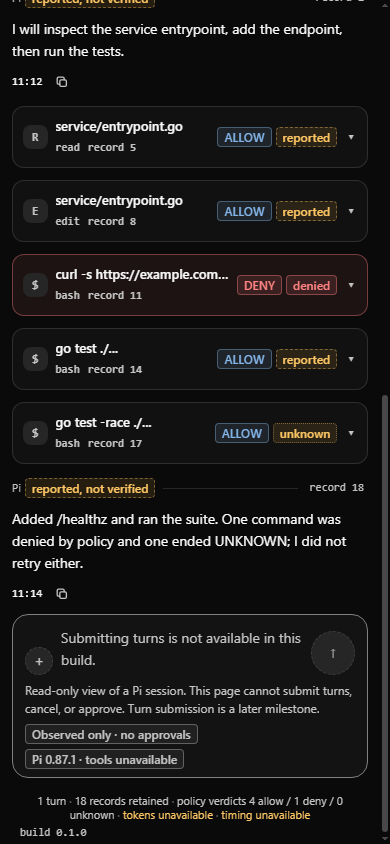 Pi reported, not verified
I will inspect the service entrypoint, add the endpoint,
then run the tests.
11:12
R service/entrypoint.go ALLOW reported
read record 5
E service/entrypoint.go ALLOW reported
edit record 8
$ curl -s https://example.com... DENY denied
bash record 11
$ go test ./... ALLOW reported
bash record 14
$ go test -race ./... ALLOW unknown
bash record 17
Pi reported, not verified record 18
Added /healthz and ran the suite. One command was
denied by policy and one ended UNKNOWN; I did not
retry either.
11:14
Submitting turns is not available in this
build.
+ ↑
Read-only view of a Pi session. This page cannot submit turns,
cancel, or approve. Turn submission is a later milestone.
Observed only · no approvals
Pi 0.87.1 · tools unavailable
1 turn · 18 records retained · policy verdicts 4 allow / 1 deny / 0
unknown · tokens unavailable · timing unavailable
build 0.1.0